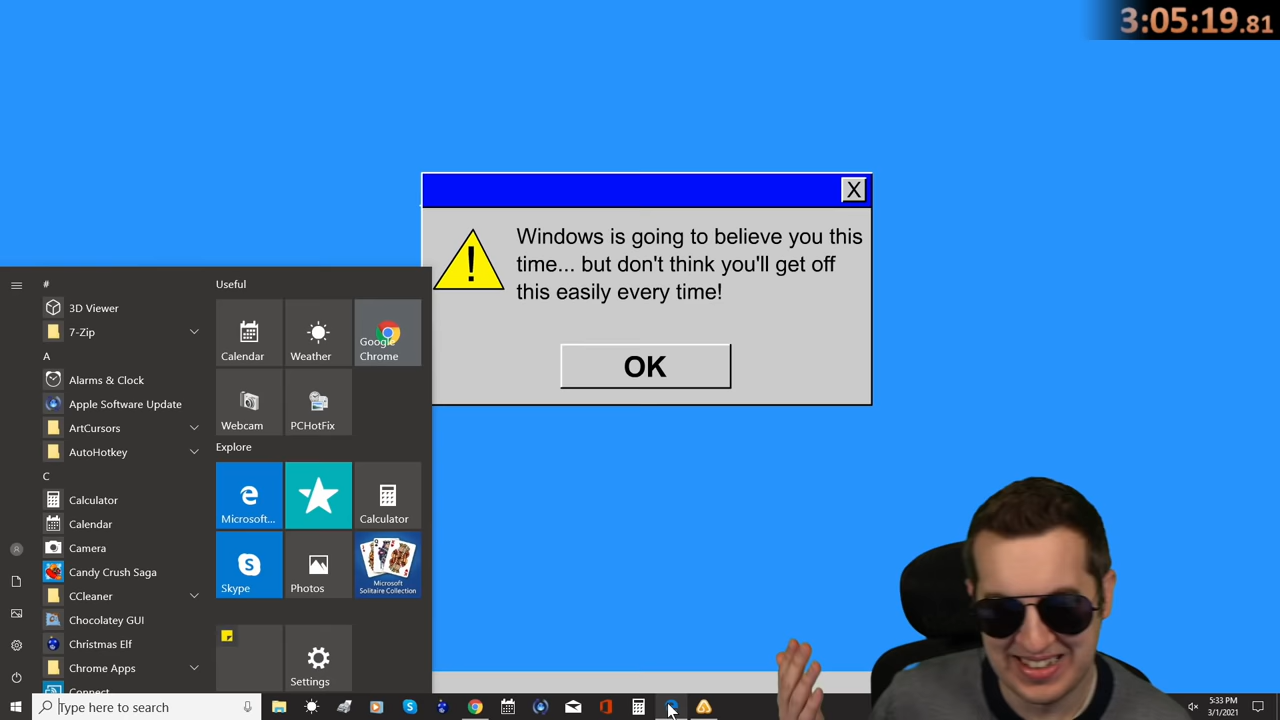 3:05:19.81
X
!
Windows is going to believe you this
time... but don't think you'll get off
this easily every time!
OK
#
3D Viewer
7-Zip
A
Alarms & Clock
Apple Software Update
ArtCursors
AutoHotkey
C
Calculator
Calendar
Camera
Candy Crush Saga
CCleaner
Chocolatey GUI
Christmas Elf
Chrome Apps
Connect
Useful
Calendar
Weather
Google
Chrome
Webcam
PCHotFix
Explore
Microsoft...
Calculator
Skype
Photos
Microsoft
Solitaire Collection
Settings
Type here to search
5:33 PM
3/1/2021